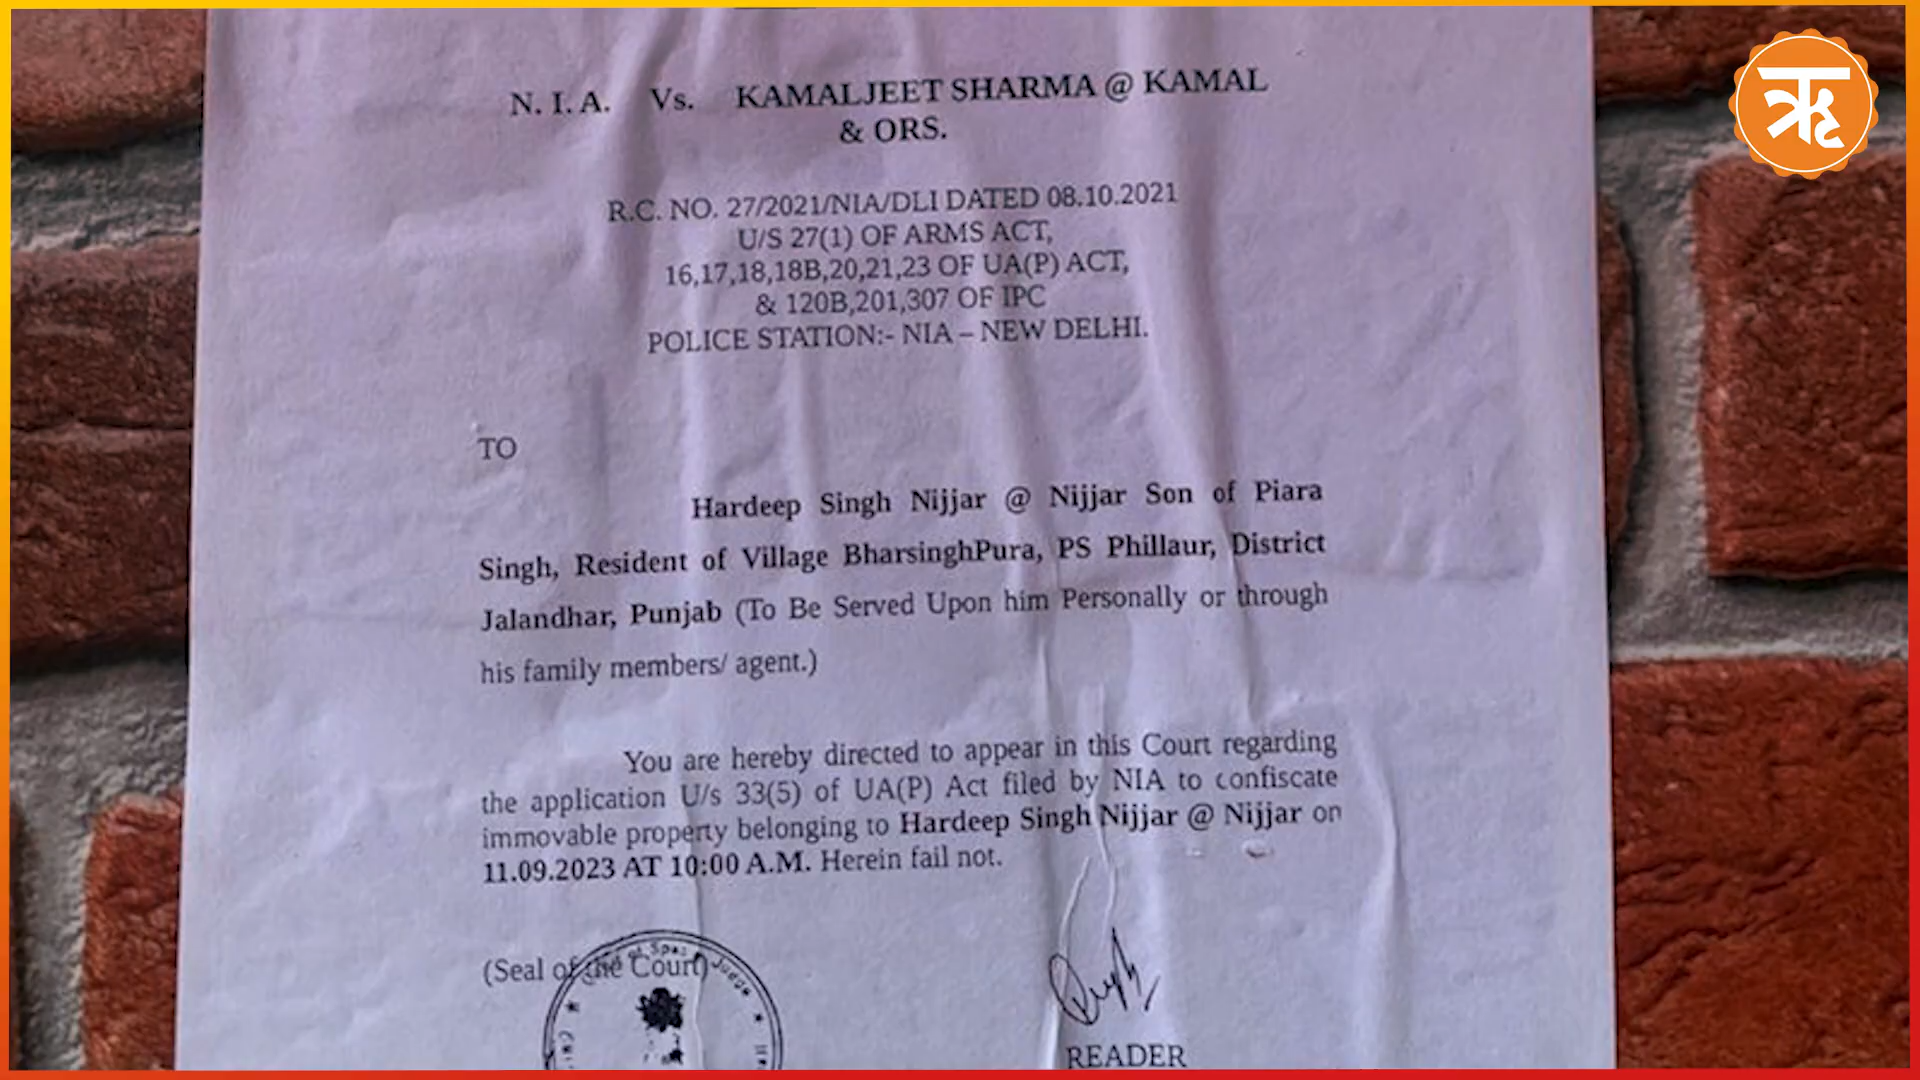 ऋ
N. I. A. Vs. KAMALJEET SHARMA @ KAMAL
& ORS.
R.C. NO. 27/2021/NIA/DLI DATED 08.10.2021
U/S 27(1) OF ARMS ACT,
16,17,18,18B,20,21,23 OF UA(P) ACT,
& 120B,201,307 OF IPC
POLICE STATION:- NIA – NEW DELHI.
TO
Hardeep Singh Nijjar @ Nijjar Son of Piara
Singh, Resident of Village BharsinghPura, PS Phillaur, District
Jalandhar, Punjab (To Be Served Upon him Personally or through
his family members/ agent.)
You are hereby directed to appear in this Court regarding
the application U/s 33(5) of UA(P) Act filed by NIA to confiscate
immovable property belonging to Hardeep Singh Nijjar @ Nijjar on
11.09.2023 AT 10:00 A.M. Herein fail not.
(Seal of the Court)
Judge
READER